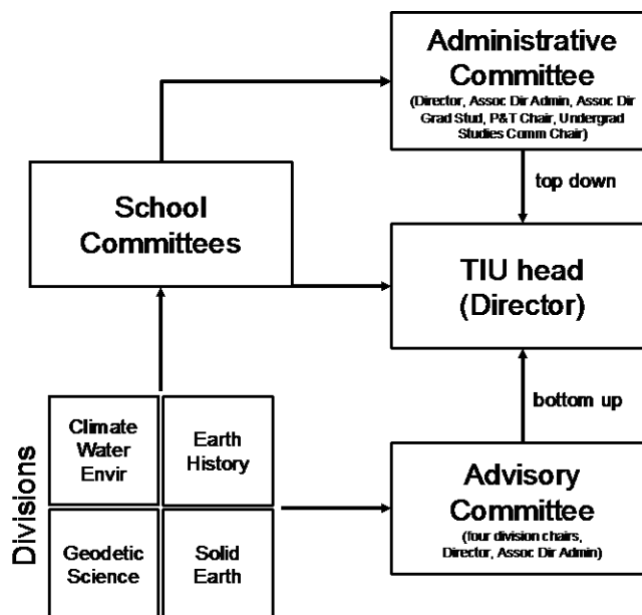 Administrative
Committee
(Director, Assoc Dir Admin, Assoc Dir
Grad Stud, P&T Chair, Undergrad
Studies Comm Chair)
top down
School
Committees
TIU head
(Director)
bottom up
Divisions
Climate
Water
Envir
Earth
History
Geodetic
Science
Solid
Earth
Advisory
Committee
(four division chairs,
Director, Assoc Dir Admin)